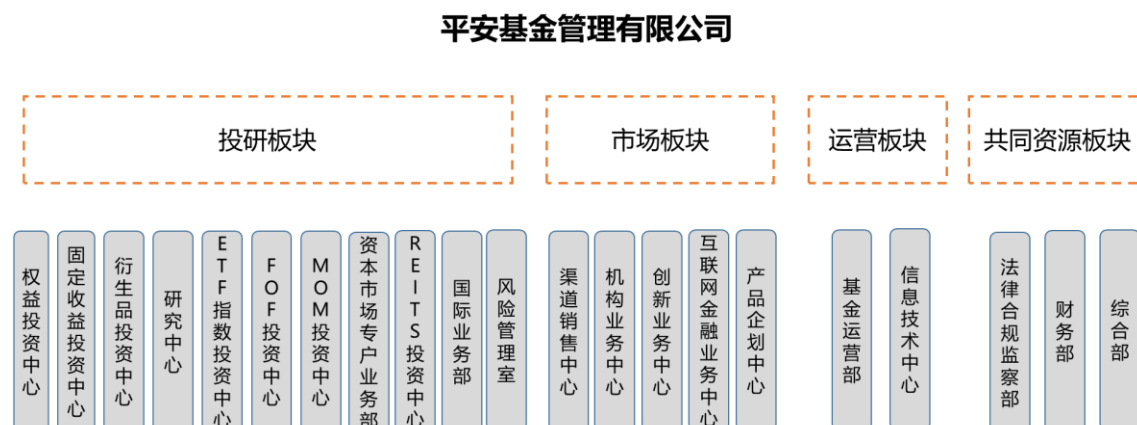 平安基金管理有限公司
投研板块
市场板块
运营板块
共同资源板块
权益投资中心
固定收益投资中心
衍生品投资中心
研究中心
ETF指数投资中心
FOF投资中心
MOM投资中心
资本市场专户业务部
REITS投资中心
国际业务部
风险管理室
渠道销售中心
机构业务中心
创新业务中心
互联网金融业务中心
产品企划中心
基金运营部
信息技术中心
法律合规监察部
财务部
综合部